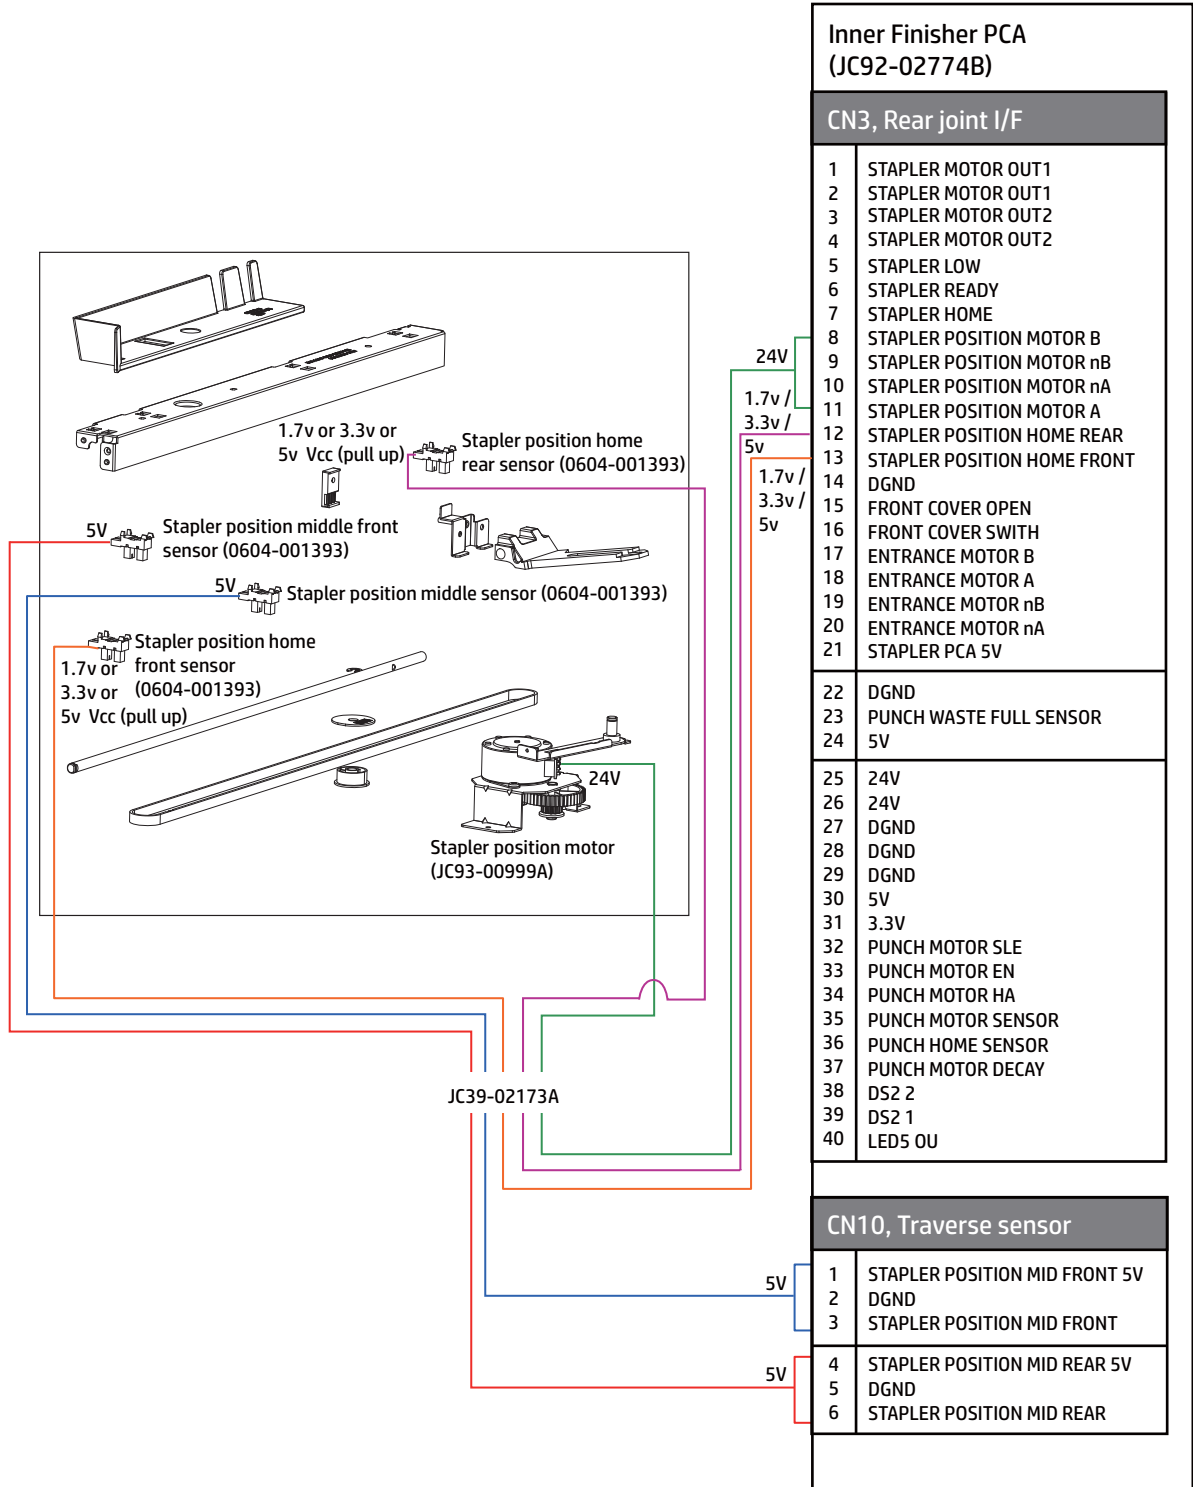 Inner Finisher PCA
(JC92-02774B)
CN3, Rear joint I/F
1 STAPLER MOTOR OUT1
2 STAPLER MOTOR OUT1
3 STAPLER MOTOR OUT2
4 STAPLER MOTOR OUT2
5 STAPLER LOW
6 STAPLER READY
7 STAPLER HOME
8 STAPLER POSITION MOTOR B
9 STAPLER POSITION MOTOR nB
10 STAPLER POSITION MOTOR nA
11 STAPLER POSITION MOTOR A
12 STAPLER POSITION HOME REAR
13 STAPLER POSITION HOME FRONT
14 DGND
15 FRONT COVER OPEN
16 FRONT COVER SWITH
17 ENTRANCE MOTOR B
18 ENTRANCE MOTOR A
19 ENTRANCE MOTOR nB
20 ENTRANCE MOTOR nA
21 STAPLER PCA 5V
22 DGND
23 PUNCH WASTE FULL SENSOR
24 5V
25 24V
26 24V
27 DGND
28 DGND
29 DGND
30 5V
31 3.3V
32 PUNCH MOTOR SLE
33 PUNCH MOTOR EN
34 PUNCH MOTOR HA
35 PUNCH MOTOR SENSOR
36 PUNCH HOME SENSOR
37 PUNCH MOTOR DECAY
38 DS2 2
39 DS2 1
40 LED5 OU
24V
1.7v /
3.3v /
5v
1.7v /
3.3v /
5v
1.7v or 3.3v or
5v Vcc (pull up)
Stapler position home
rear sensor (0604-001393)
5V
Stapler position middle front
sensor (0604-001393)
5V
Stapler position middle sensor (0604-001393)
Stapler position home
front sensor
(0604-001393)
1.7v or
3.3v or
5v Vcc (pull up)
24V
Stapler position motor
(JC93-00999A)
JC39-02173A
CN10, Traverse sensor
5V
1 STAPLER POSITION MID FRONT 5V
2 DGND
3 STAPLER POSITION MID FRONT
5V
4 STAPLER POSITION MID REAR 5V
5 DGND
6 STAPLER POSITION MID REAR